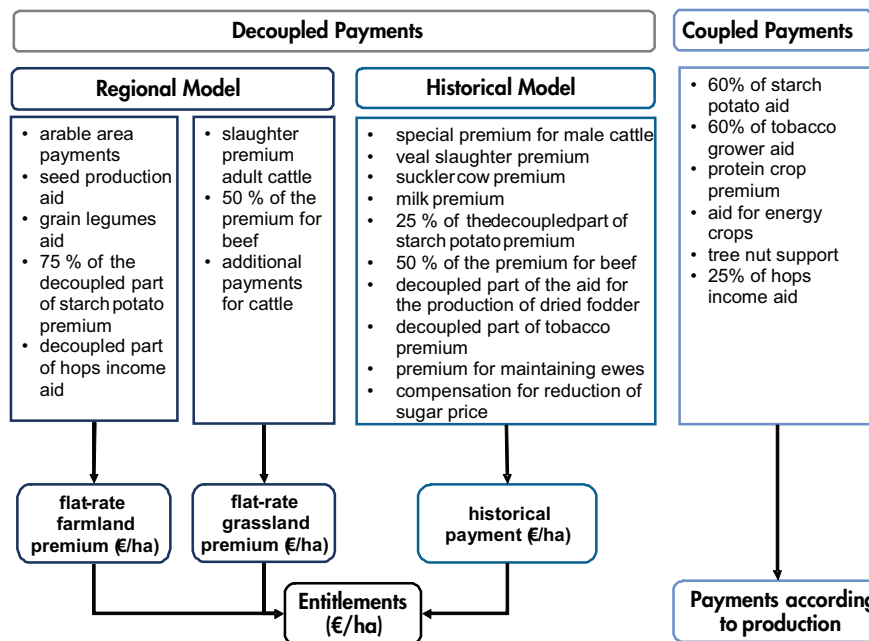 Decoupled Payments
Coupled Payments
Regional Model
Historical Model
• arable area
payments
• seed production
aid
• grain legumes
aid
• 75 % of the
decoupled part
of starch potato
premium
• decoupled part
of hops income
aid
• slaughter
premium
adult cattle
• 50 % of the
premium for
beef
• additional
payments
for cattle
• special premium for male cattle
• veal slaughter premium
• suckler cow premium
• milk premium
• 25 % of thedecoupledpart of
starch potato premium
• 50 % of the premium for beef
• decoupled part of the aid for
the production of dried fodder
• decoupled part of tobacco
premium
• premium for maintaining ewes
• compensation for reduction of
sugar price
• 60% of starch
potato aid
• 60% of tobacco
grower aid
• protein crop
premium
• aid for energy
crops
• tree nut support
• 25% of hops
income aid
flat-rate
farmland
premium (€/ha)
flat-rate
grassland
premium (€/ha)
historical
payment (€/ha)
Entitlements
(€/ha)
Payments according
to production